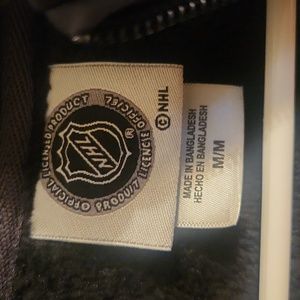 OFFICIAL LICENSED PRODUCT
PRODUIT LICENCIÉ OFFICIEL
NHL
®
© NHL
MADE IN BANGLADESH
HECHO EN BANGLADESH
M/M